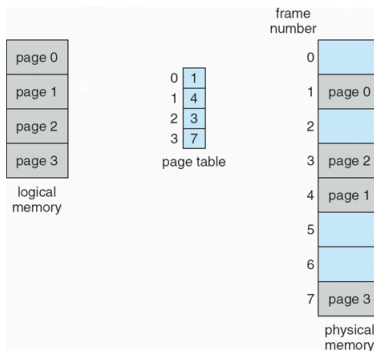 page 0
page 1
page 2
page 3
logical
memory
0 1
1 4
2 3
3 7
page table
frame
number
0
1 page 0
2
3 page 2
4 page 1
5
6
7 page 3
physical
memory